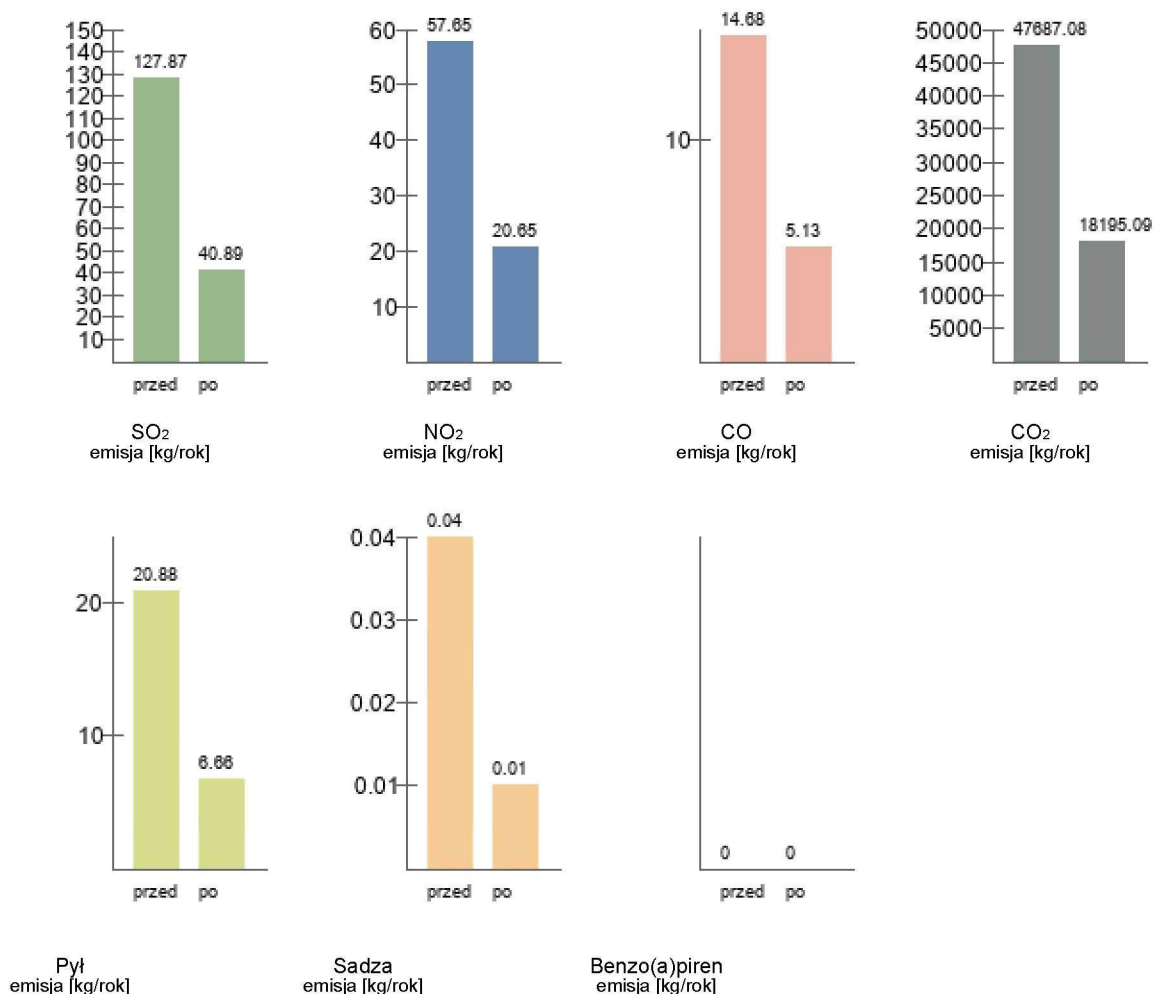 150
140
130
120
110
100
90
80
70
60
50
40
30
20
10
127.87
40.89
przed po
SO₂
emisja [kg/rok]
60
50
40
30
20
10
57.65
20.65
przed po
NO₂
emisja [kg/rok]
10
14.68
5.13
przed po
CO
emisja [kg/rok]
50000
45000
40000
35000
30000
25000
20000
15000
10000
5000
47687.08
18195.09
przed po
CO₂
emisja [kg/rok]
20
10
20.88
6.66
przed po
Pył
emisja [kg/rok]
0.04
0.03
0.02
0.01
0.04
0.01
przed po
Sadza
emisja [kg/rok]
0 0
przed po
Benzo(a)piren
emisja [kg/rok]